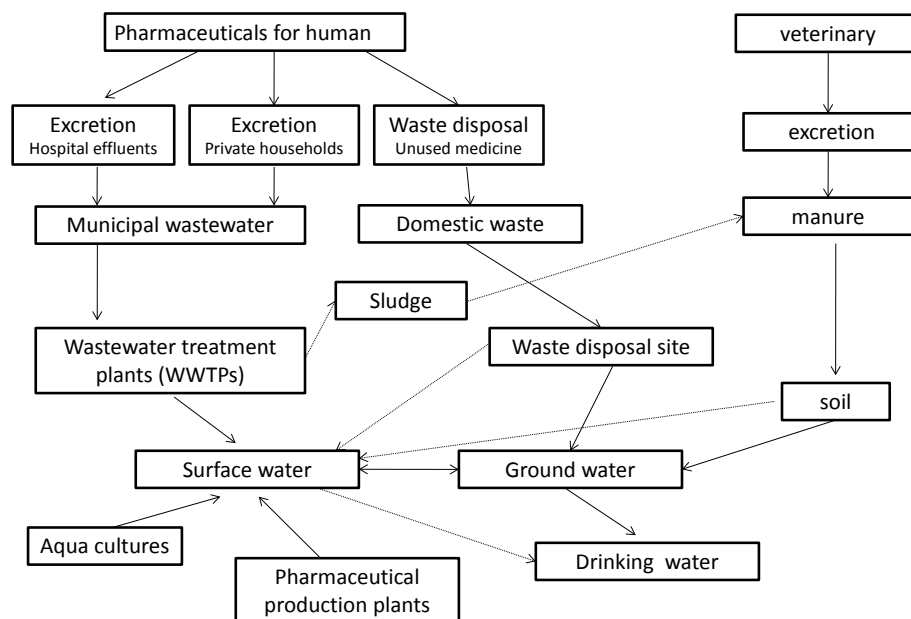 Pharmaceuticals for human
veterinary
Excretion
Hospital effluents
Excretion
Private households
Waste disposal
Unused medicine
excretion
Municipal wastewater
Domestic waste
manure
Sludge
Wastewater treatment
plants (WWTPs)
Waste disposal site
soil
Surface water
Ground water
Aqua cultures
Drinking water
Pharmaceutical
production plants